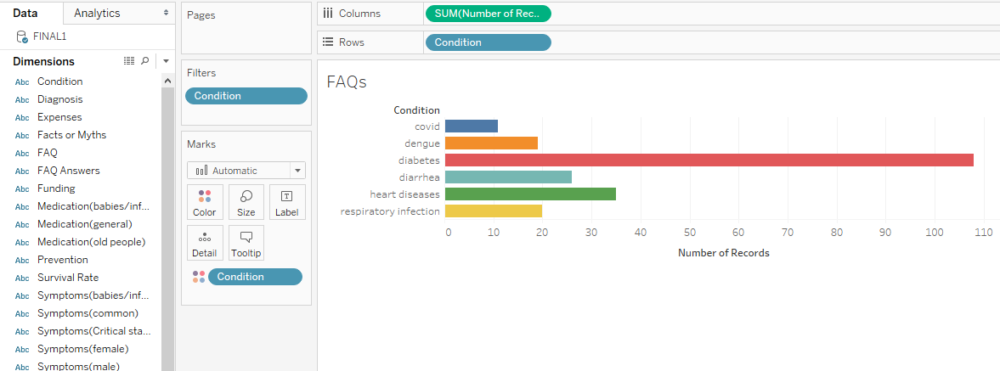 Data
Analytics
FINAL1
Dimensions
Abc Condition
Abc Diagnosis
Abc Expenses
Abc Facts or Myths
Abc FAQ
Abc FAQ Answers
Abc Funding
Abc Medication(babies/inf...
Abc Medication(general)
Abc Medication(old people)
Abc Prevention
Abc Survival Rate
Abc Symptoms(babies/inf...
Abc Symptoms(common)
Abc Symptoms(Critical sta...
Abc Symptoms(female)
Abc Symptoms(male)
Pages
Filters
Condition
Marks
Automatic
Color Size T Label
Detail Tooltip
Condition
Columns SUM(Number of Rec..
Rows Condition
FAQs
Condition
covid
dengue
diabetes
diarrhea
heart diseases
respiratory infection
0 10 20 30 40 50 60 70 80 90 100 110
Number of Records